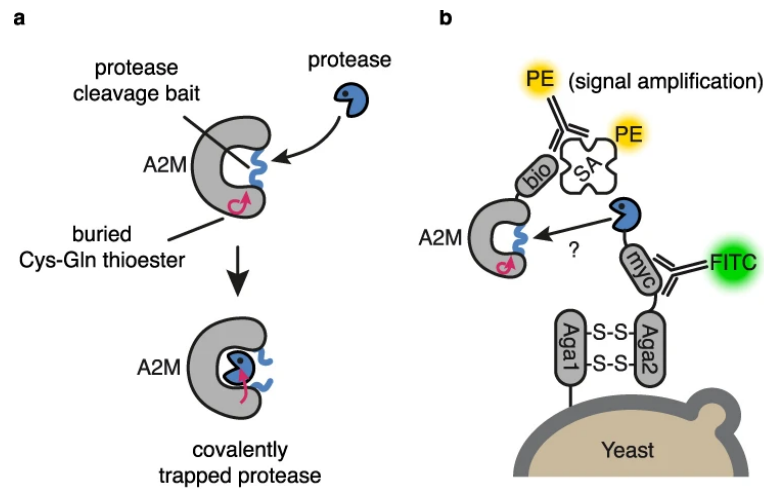 a
protease
cleavage bait
protease
A2M
buried
Cys-Gln thioester
A2M
covalently
trapped protease
b
PE (signal amplification)
PE
SA
bio
A2M
?
myc
FITC
Aga1
-S-S-
-S-S-
Aga2
Yeast